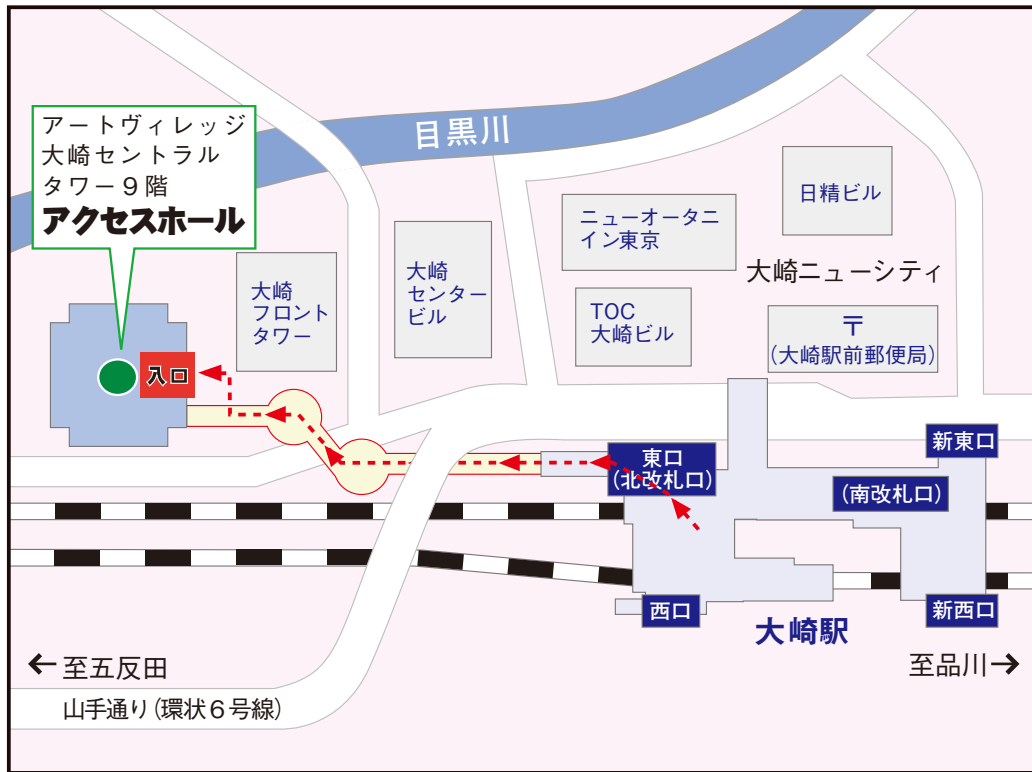 目黒川
アートヴィレッジ
大崎セントラル
タワー9階
アクセスホール
日精ビル
ニューオータニ
イン東京
大崎ニューシティ
大崎
センター
ビル
大崎
フロント
タワー
TOC
大崎ビル
〒
(大崎駅前郵便局)
入口
東口
(北改札口)
新東口
(南改札口)
西口
新西口
大崎駅
←至五反田
至品川→
山手通り(環状6号線)